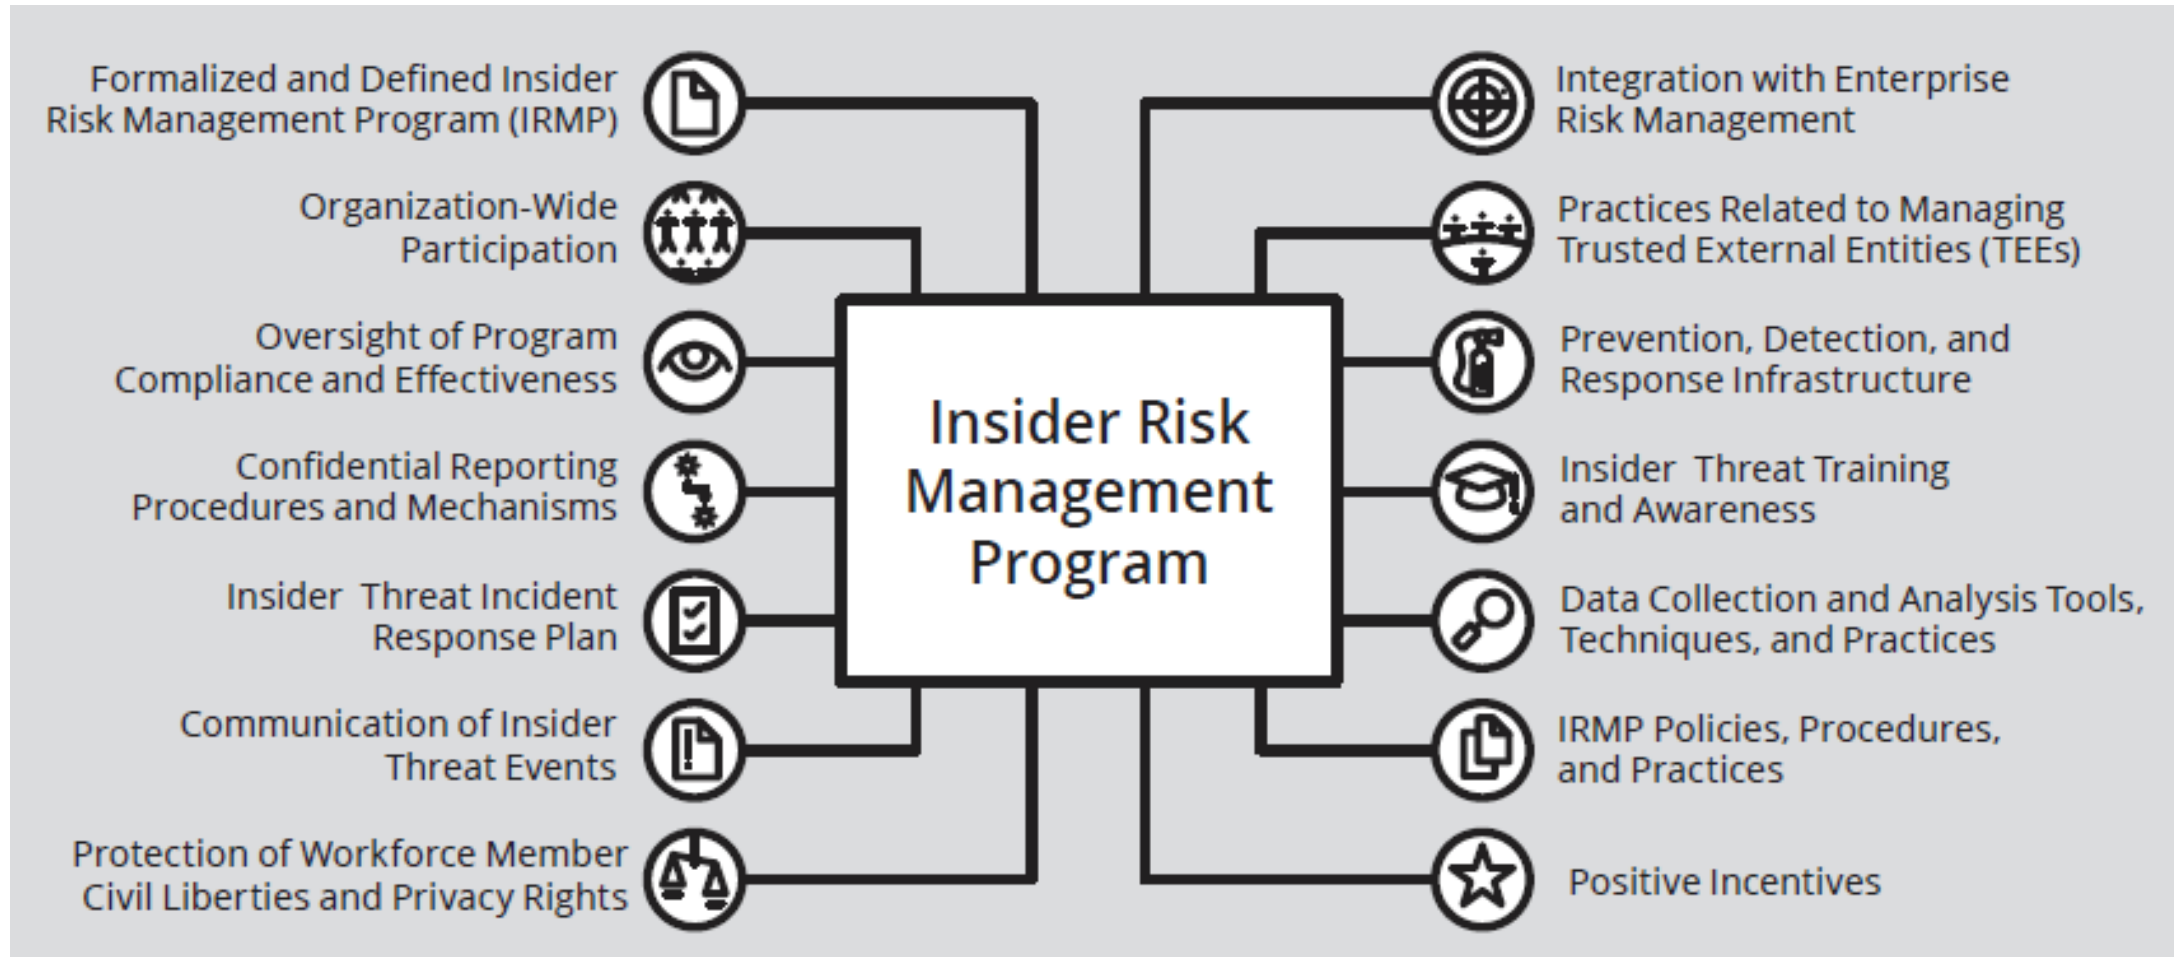 Formalized and Defined Insider
Risk Management Program (IRMP)
Organization-Wide
Participation
Oversight of Program
Compliance and Effectiveness
Confidential Reporting
Procedures and Mechanisms
Insider Threat Incident
Response Plan
Communication of Insider
Threat Events
Protection of Workforce Member
Civil Liberties and Privacy Rights
Insider Risk
Management
Program
Integration with Enterprise
Risk Management
Practices Related to Managing
Trusted External Entities (TEEs)
Prevention, Detection, and
Response Infrastructure
Insider Threat Training
and Awareness
Data Collection and Analysis Tools,
Techniques, and Practices
IRMP Policies, Procedures,
and Practices
Positive Incentives